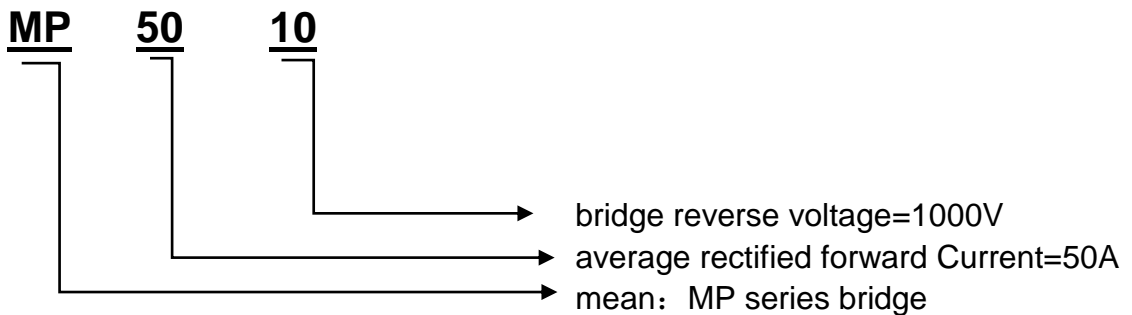 MP 50 10
bridge reverse voltage=1000V
average rectified forward Current=50A
mean：MP series bridge